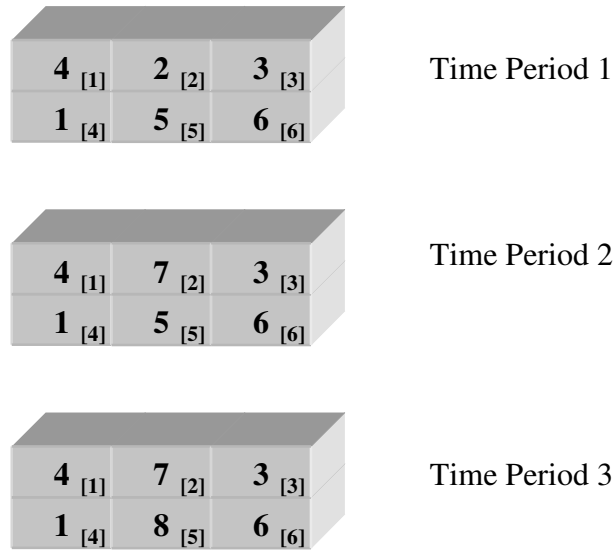 4 [1] 2 [2] 3 [3] Time Period 1
1 [4] 5 [5] 6 [6]
4 [1] 7 [2] 3 [3] Time Period 2
1 [4] 5 [5] 6 [6]
4 [1] 7 [2] 3 [3] Time Period 3
1 [4] 8 [5] 6 [6]